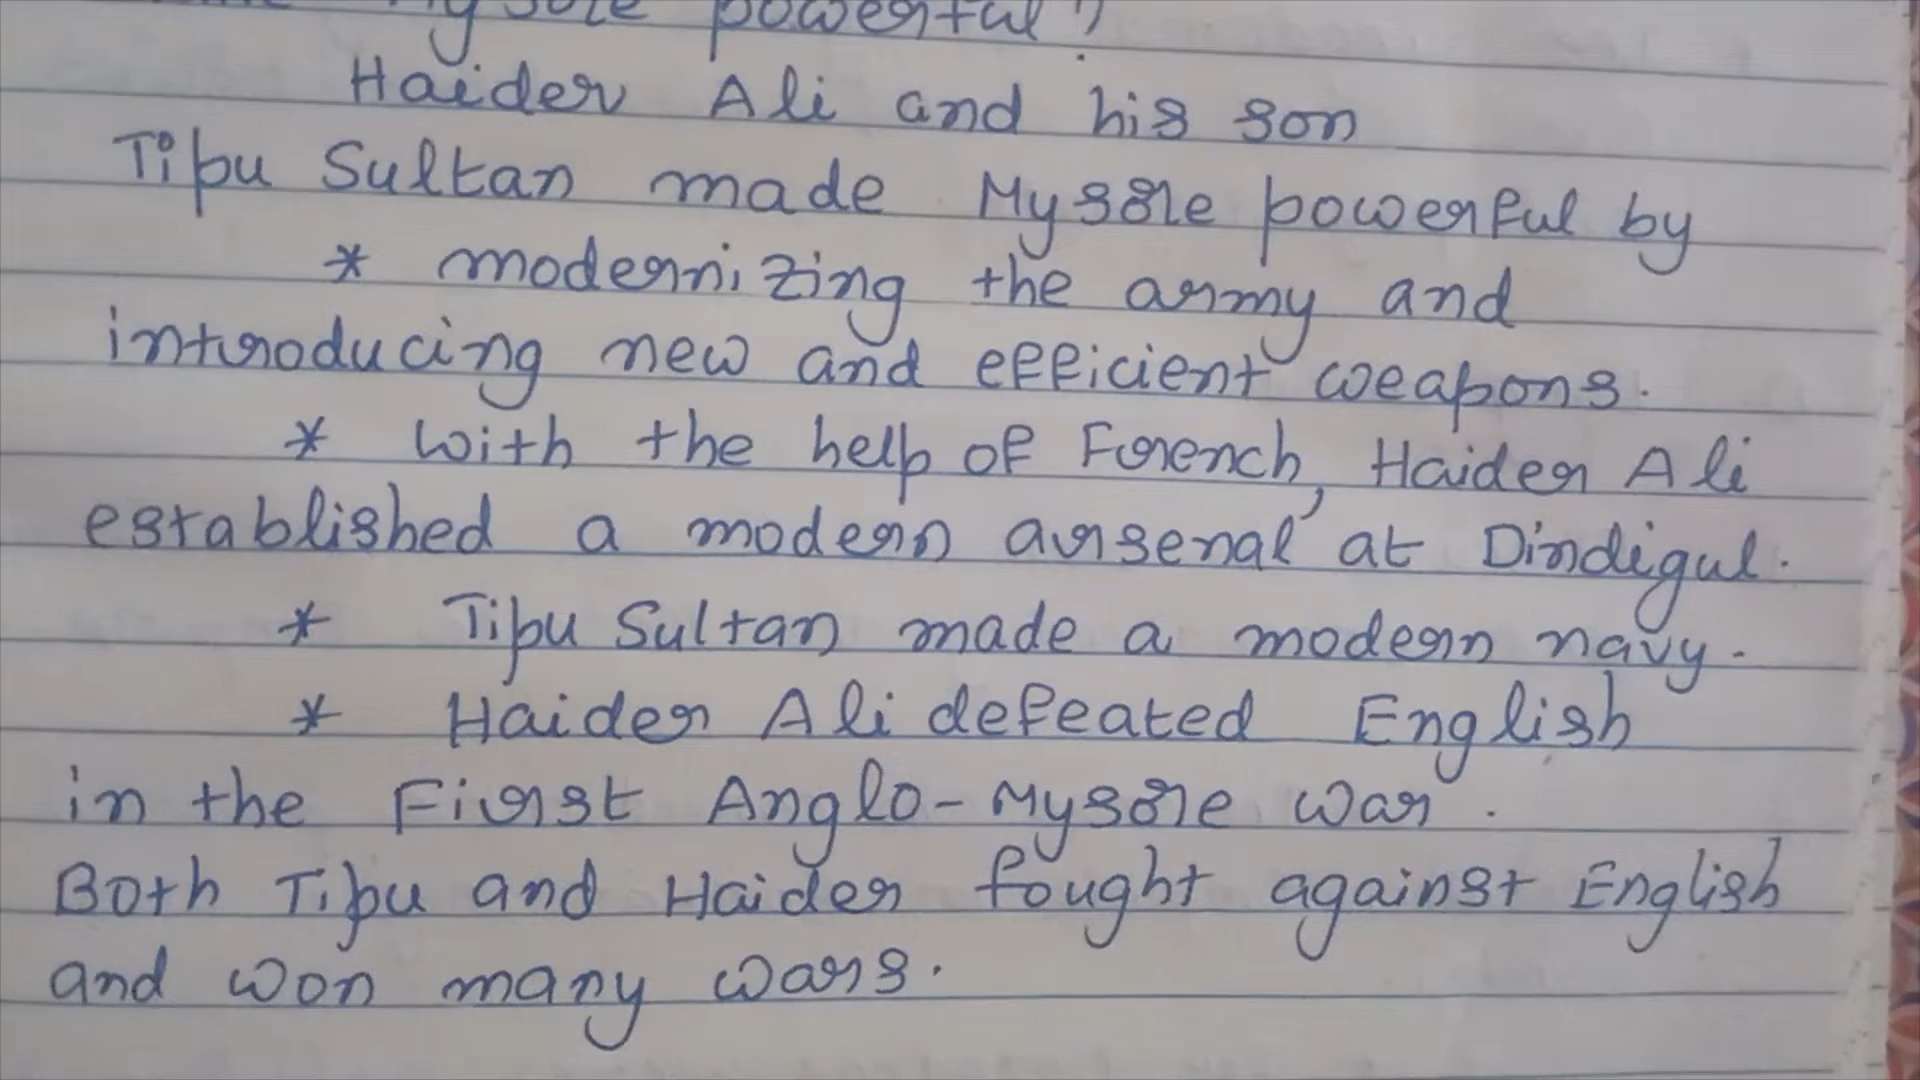 Mysore powerful?
Haider Ali and his son
Tipu Sultan made Mysore powerful by
* modernizing the army and
introducing new and efficient weapons.
* with the help of French, Haider Ali
established a modern arsenal at Dindigul.
* Tipu Sultan made a modern navy.
* Haider Ali defeated English
in the First Anglo-Mysore war.
Both Tipu and Haider fought against English
and won many wars.